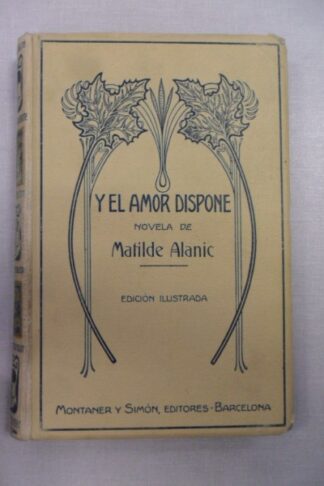 Y EL AMOR DISPONE
NOVELA DE
Matilde Alanic
EDICIÓN ILUSTRADA
MONTANER Y SIMÓN, EDITORES-BARCELONA